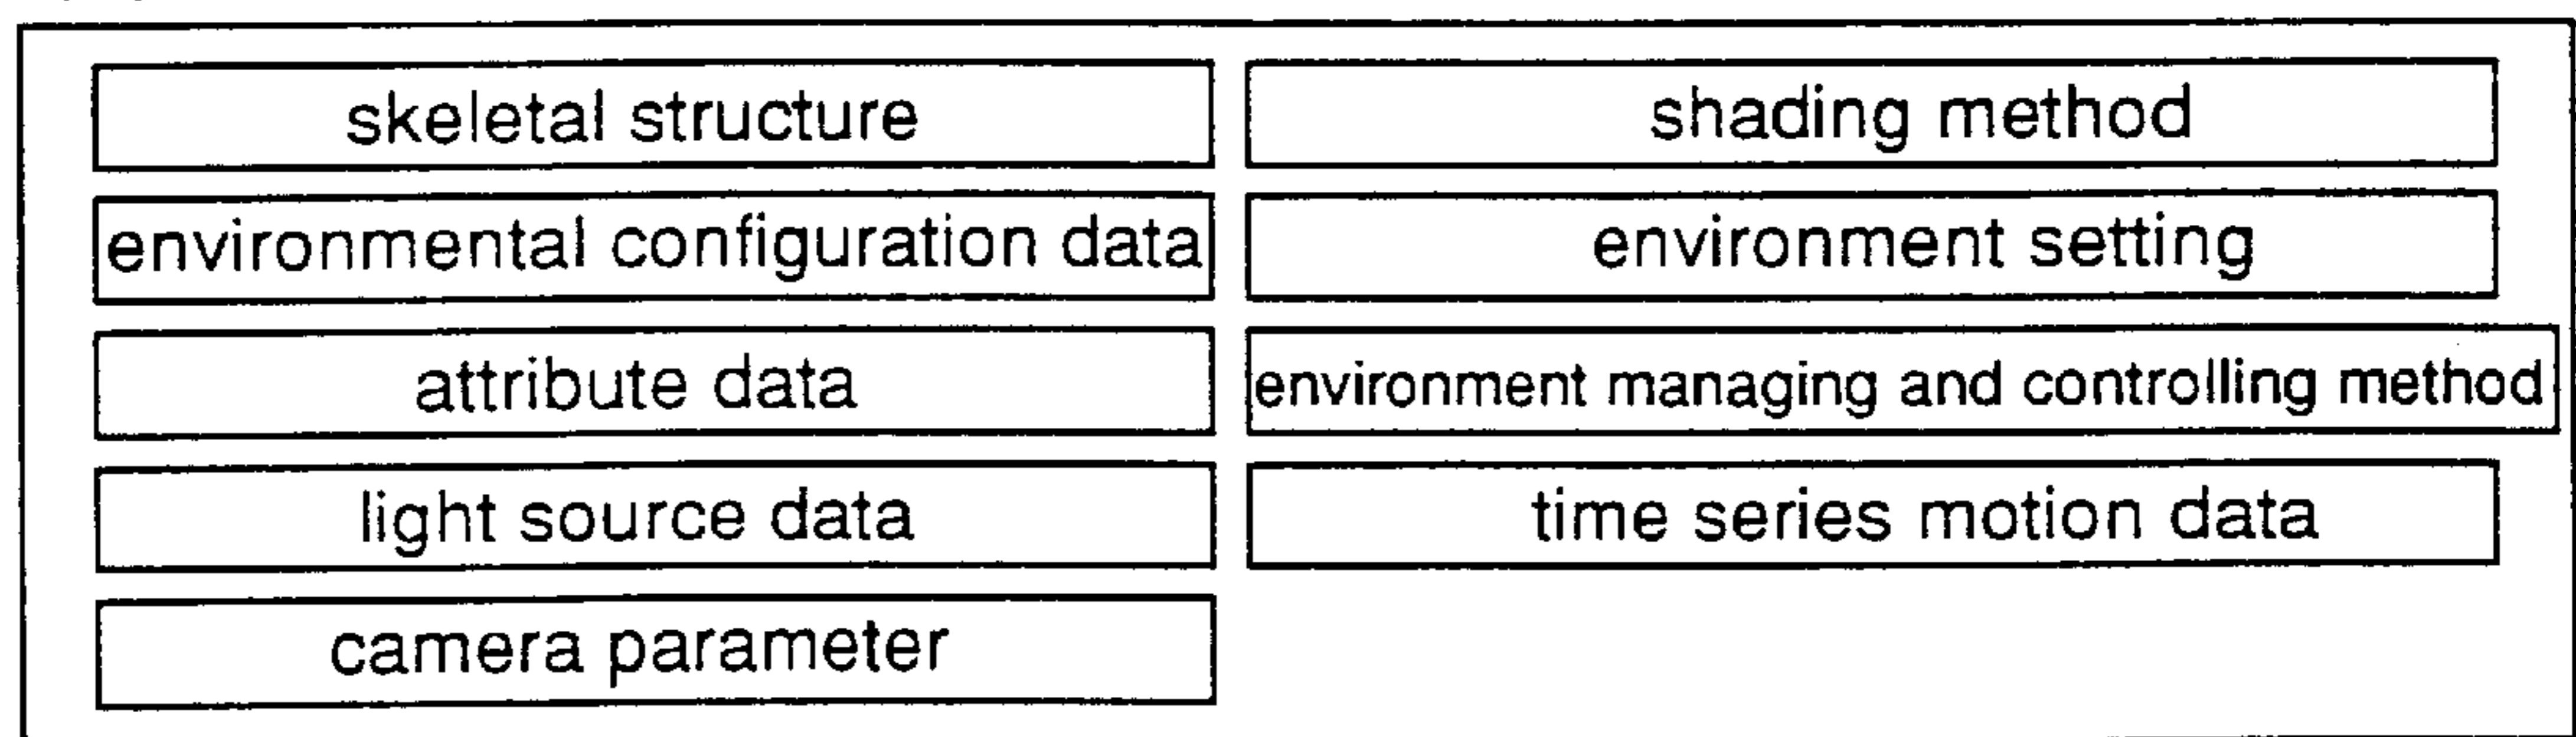 skeletal structure
shading method
environmental configuration data
environment setting
attribute data
environment managing and controlling method
light source data
time series motion data
camera parameter